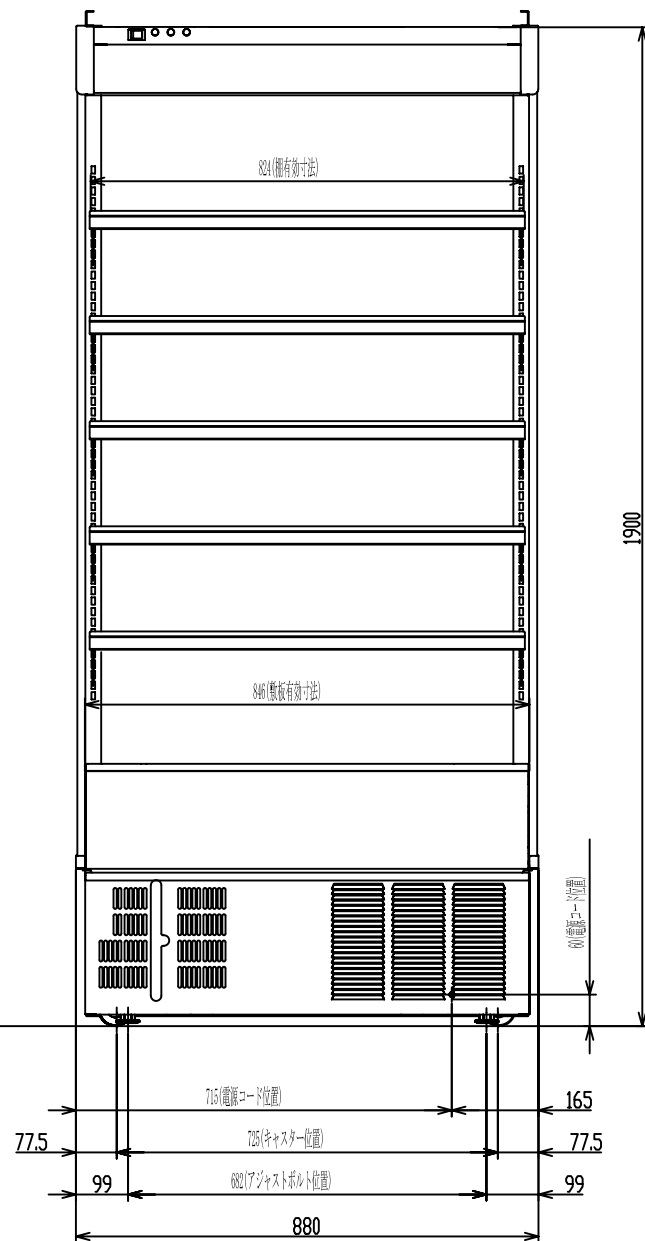 824(棚有効寸法)
1900
846(敷板有効寸法)
60(電源コード位置)
715(電源コード位置)
165
77.5
725(キャスター位置)
77.5
99
682(アジャストボルト位置)
99
880